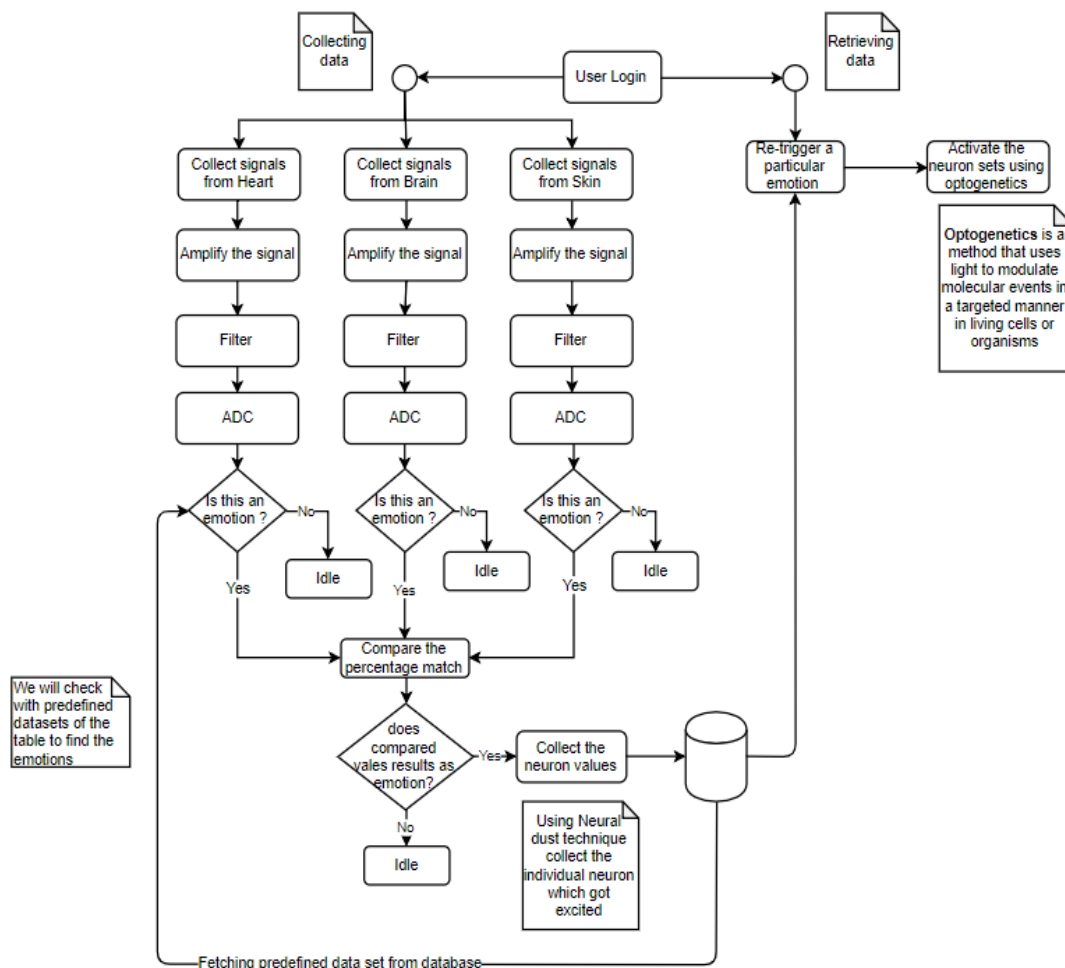 Collecting
data
User Login
Retrieving
data
Collect signals
from Heart
Collect signals
from Brain
Collect signals
from Skin
Re-trigger a
particular
emotion
Activate the
neuron sets using
optogenetics
Amplify the signal
Amplify the signal
Amplify the signal
Optogenetics is a
method that uses
light to modulate
molecular events in
a targeted manner
in living cells or
organisms
Filter
Filter
Filter
ADC
ADC
ADC
Is this an
emotion ?
No
Is this an
emotion ?
No
Is this an
emotion ?
No
Idle
Idle
Idle
Yes
Yes
Yes
Compare the
percentage match
We will check
with predefined
datasets of the
table to find the
emotions
does
compared
vales results as
emotion?
Yes
Collect the
neuron values
No
Idle
Using Neural
dust technique
collect the
individual neuron
which got
excited
Fetching predefined data set from database